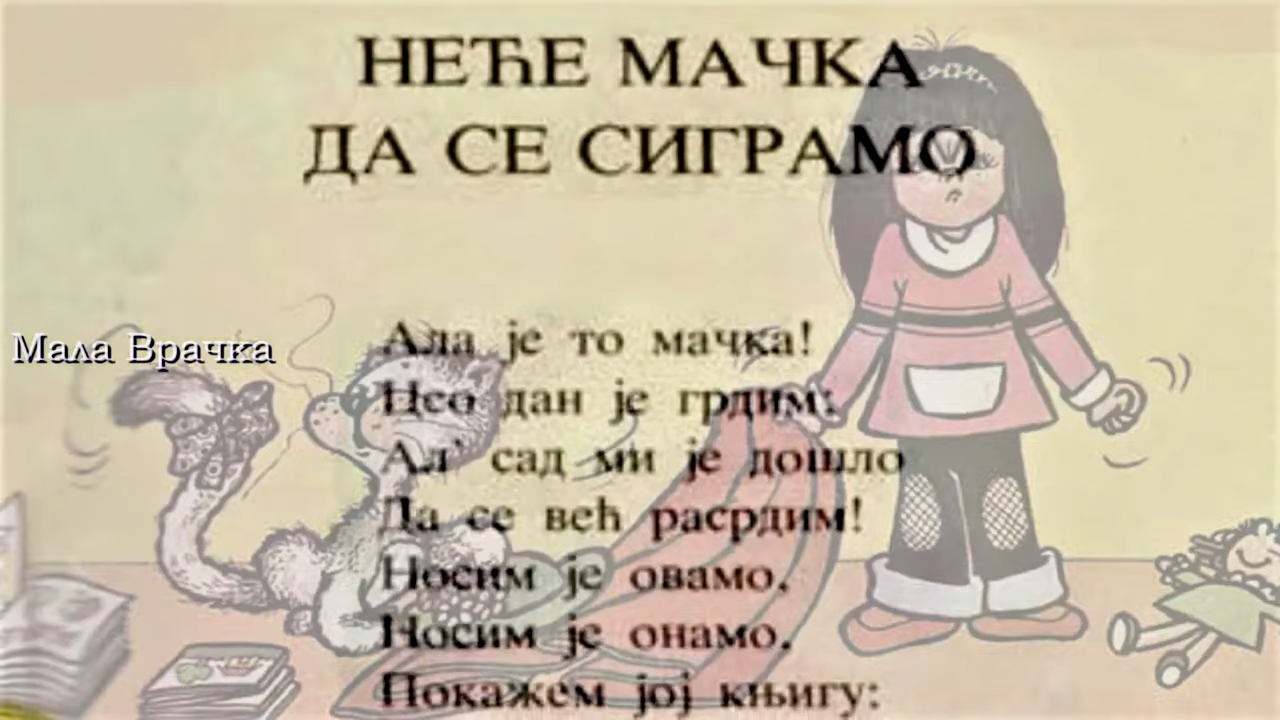 НЕЋЕ МАЧКА
ДА СЕ СИГРАМО
Мала Врачка
Ала је то мачка!
Цео дан је грдим;
Ал' сад ми је дошло
Да се већ расрдим!
Носим је овамо,
Носим је онамо,
Покажем јој књигу: